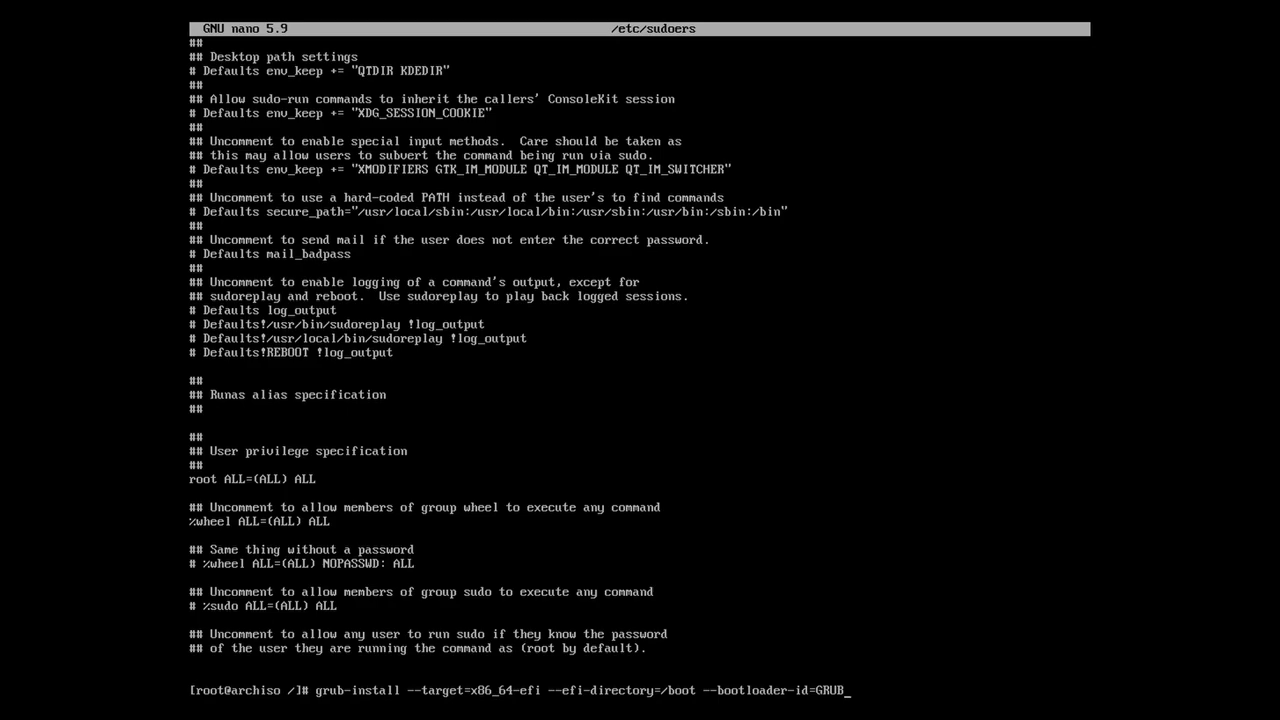 GNU nano 5.9 /etc/sudoers
##
## Desktop path settings
# Defaults env_keep += "QTDIR KDEDIR"
##
## Allow sudo-run commands to inherit the callers' ConsoleKit session
# Defaults env_keep += "XDG_SESSION_COOKIE"
##
## Uncomment to enable special input methods.  Care should be taken as
## this may allow users to subvert the command being run via sudo.
# Defaults env_keep += "XMODIFIERS GTK_IM_MODULE QT_IM_MODULE QT_IM_SWITCHER"
##
## Uncomment to use a hard-coded PATH instead of the user's to find commands
# Defaults secure_path="/usr/local/sbin:/usr/local/bin:/usr/sbin:/usr/bin:/sbin:/bin"
##
## Uncomment to send mail if the user does not enter the correct password.
# Defaults mail_badpass
##
## Uncomment to enable logging of a command's output, except for
## sudoreplay and reboot.  Use sudoreplay to play back logged sessions.
# Defaults log_output
# Defaults!/usr/bin/sudoreplay !log_output
# Defaults!/usr/local/bin/sudoreplay !log_output
# Defaults!REBOOT !log_output
##
## Runas alias specification
##
##
## User privilege specification
##
root ALL=(ALL) ALL
## Uncomment to allow members of group wheel to execute any command
%wheel ALL=(ALL) ALL
## Same thing without a password
# %wheel ALL=(ALL) NOPASSWD: ALL
## Uncomment to allow members of group sudo to execute any command
# %sudo ALL=(ALL) ALL
## Uncomment to allow any user to run sudo if they know the password
## of the user they are running the command as (root by default).
[root@archiso /]# grub-install --target=x86_64-efi --efi-directory=/boot --bootloader-id=GRUB_